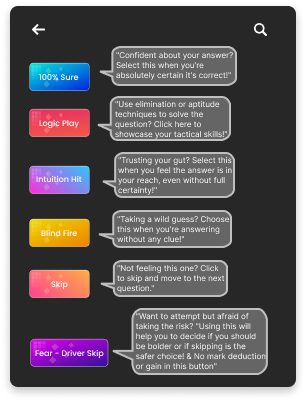 "Confident about your answer?
Select this when you're
absolutely certain it's correct!"
100% Sure
"Use elimination or aptitude
techniques to solve the
question? Click here to
showcase your tactical skills!"
Logic Play
"Trusting your gut? Select this
when you feel the answer is in
your reach, even without full
certainty!"
Intuition Hit
"Taking a wild guess? Choose
this when you're answering
without any clue!"
Blind Fire
"Not feeling this one? Click
to skip and move to the next
question."
Skip
"Want to attempt but afraid of
taking the risk? "Using this will
help you to decide if you should
be bolder or if skipping is the
safer choice! & No mark deduction
or gain in this button"
Fear - Driver Skip